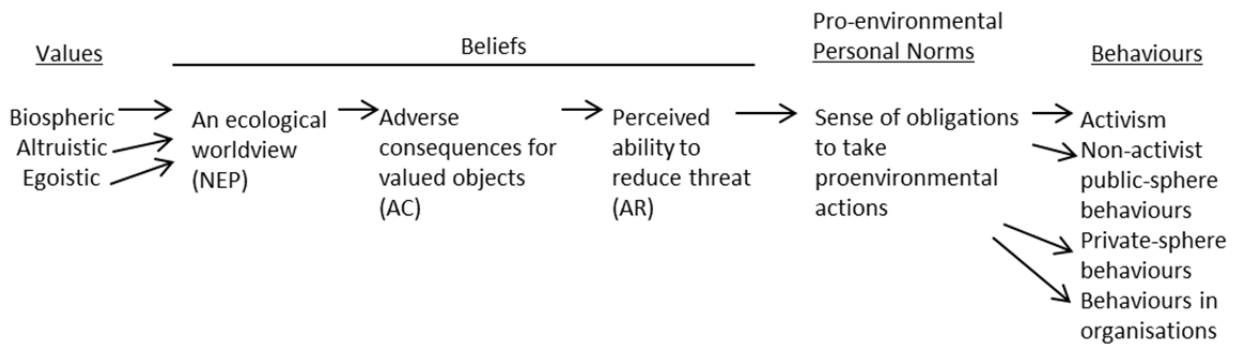 Values
Beliefs
Pro-environmental
Personal Norms
Behaviours
Biospheric
Altruistic
Egoistic
An ecological
worldview
(NEP)
Adverse
consequences for
valued objects
(AC)
Perceived
ability to
reduce threat
(AR)
Sense of obligations
to take
proenvironmental
actions
Activism
Non-activist
public-sphere
behaviours
Private-sphere
behaviours
Behaviours in
organisations